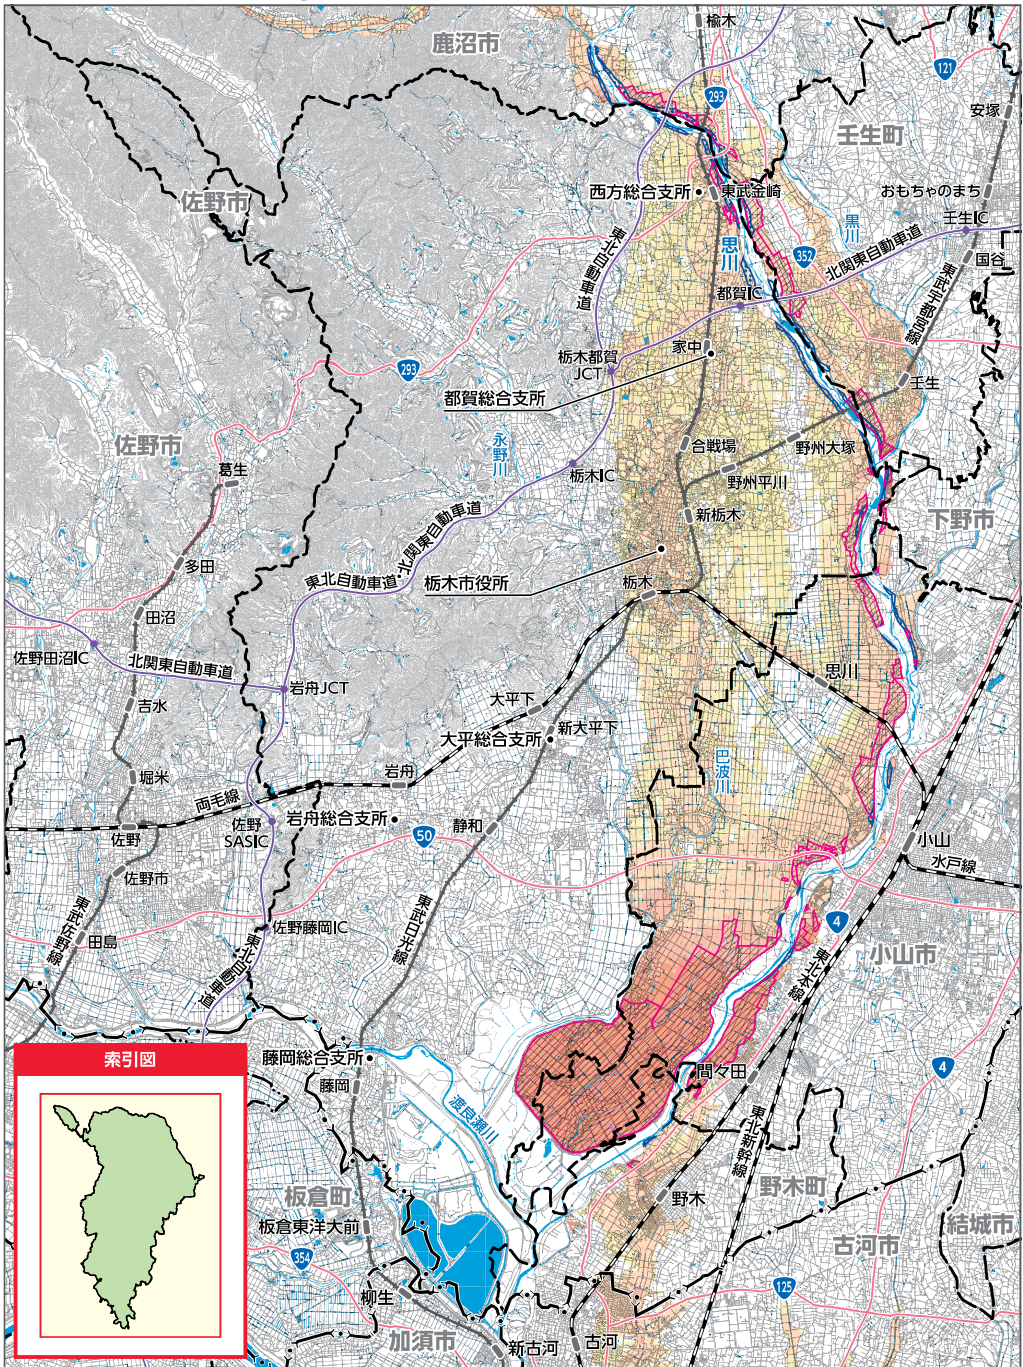 鹿沼市
楡木
121
293
安塚
壬生町
佐野市
西方総合支所
東武金崎
おもちゃのまち
黒川
壬生IC
思川
352
北関東自動車道
国谷
東北自動車道
都賀IC
東武宇都宮線
家中
栃木都賀
JCT
293
壬生
都賀総合支所
佐野市
永野川
合戦場
野州大塚
葛生
栃木IC
野州平川
新栃木
下野市
東北自動車道・北関東自動車道
多田
栃木市役所
栃木
田沼
佐野田沼IC
北関東自動車道
思川
岩舟JCT
大平下
吉水
新大平下
大平総合支所
巴波川
堀米
岩舟
両毛線
佐野
佐野
SASIC
岩舟総合支所
50
静和
小山
水戸線
佐野市
東武佐野線
田島
佐野藤岡IC
東武日光線
4
東北自動車道
東北本線
小山市
索引図
藤岡総合支所
藤岡
間々田
4
渡良瀬川
東北新幹線
板倉町
野木
野木町
板倉東洋大前
結城市
古河市
354
125
柳生
加須市
新古河
古河